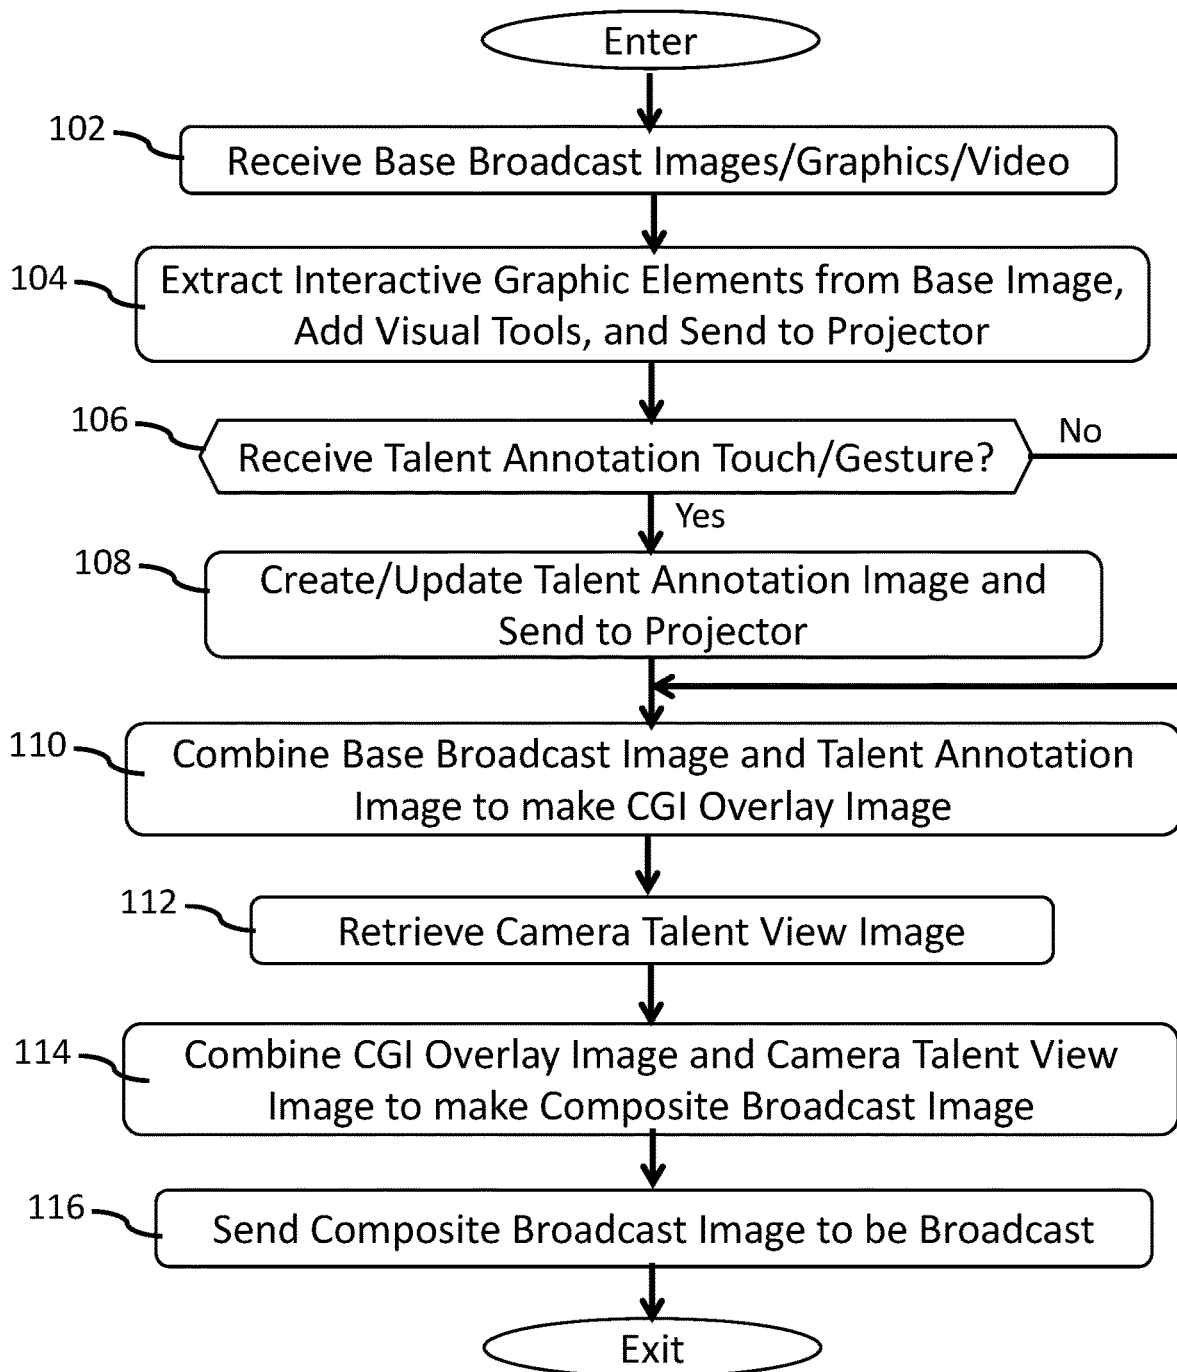 Enter
102
Receive Base Broadcast Images/Graphics/Video
104
Extract Interactive Graphic Elements from Base Image,
Add Visual Tools, and Send to Projector
106
Receive Talent Annotation Touch/Gesture?
No
Yes
108
Create/Update Talent Annotation Image and
Send to Projector
110
Combine Base Broadcast Image and Talent Annotation
Image to make CGI Overlay Image
112
Retrieve Camera Talent View Image
114
Combine CGI Overlay Image and Camera Talent View
Image to make Composite Broadcast Image
116
Send Composite Broadcast Image to be Broadcast
Exit